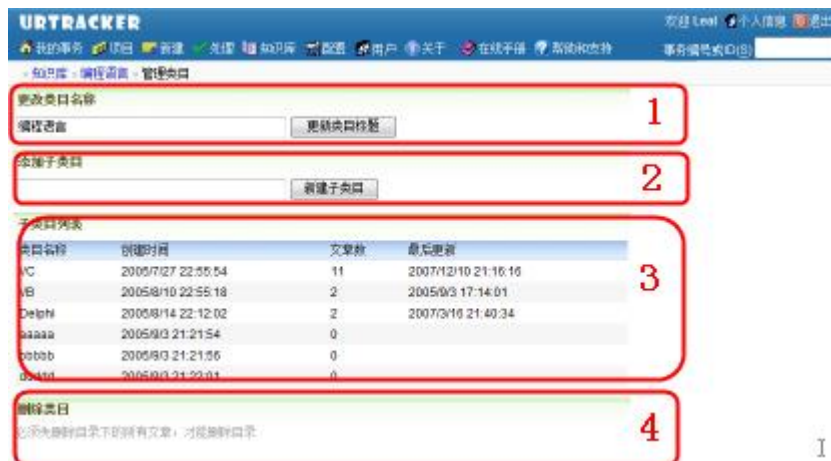 URTRACKER
欢迎 Leal 个人信息 退出
我的事务 项目 新建 处理 知识库 视图 用户 关于 在线手册 帮助和支持 事务编号或ID(S)
知识库 编程语言 管理类目
更改类目名称
编程语言 更新类目标题
1
添加子类目
新建子类目
2
子类目列表
类目名称 创建时间 文章数 最后更新
VC 2005/7/27 22:55:54 11 2007/12/10 21:16:16
VB 2005/8/10 22:55:18 2 2005/9/3 17:14:01
Delphi 2005/8/14 22:12:02 2 2007/3/16 21:40:34
aaaaa 2005/9/3 21:21:54 0
bbbbb 2005/9/3 21:21:56 0
2005/9/3 21:22:01 0
3
删除类目
必须先删除目录下的所有文章，才能删除目录
4